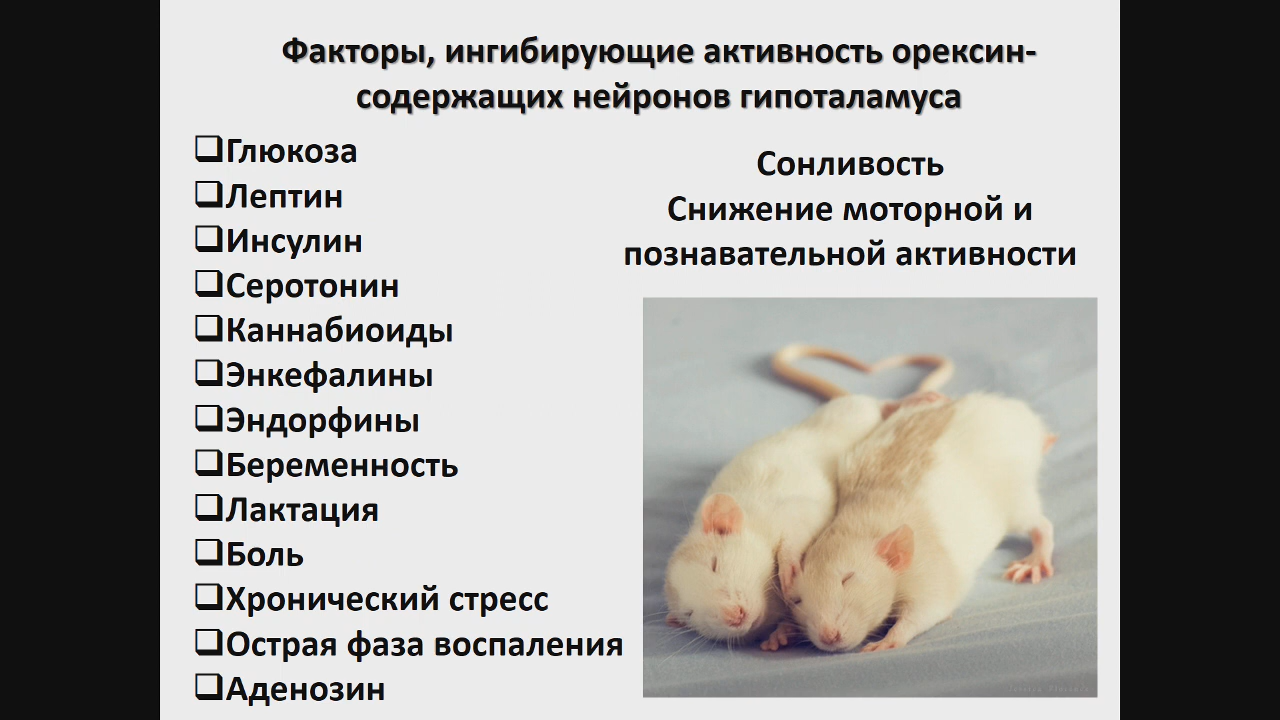 Факторы, ингибирующие активность орексин-
содержащих нейронов гипоталамуса
Глюкоза
Лептин
Инсулин
Серотонин
Каннабиоиды
Энкефалины
Эндорфины
Беременность
Лактация
Боль
Хронический стресс
Острая фаза воспаления
Аденозин
Сонливость
Снижение моторной и
познавательной активности